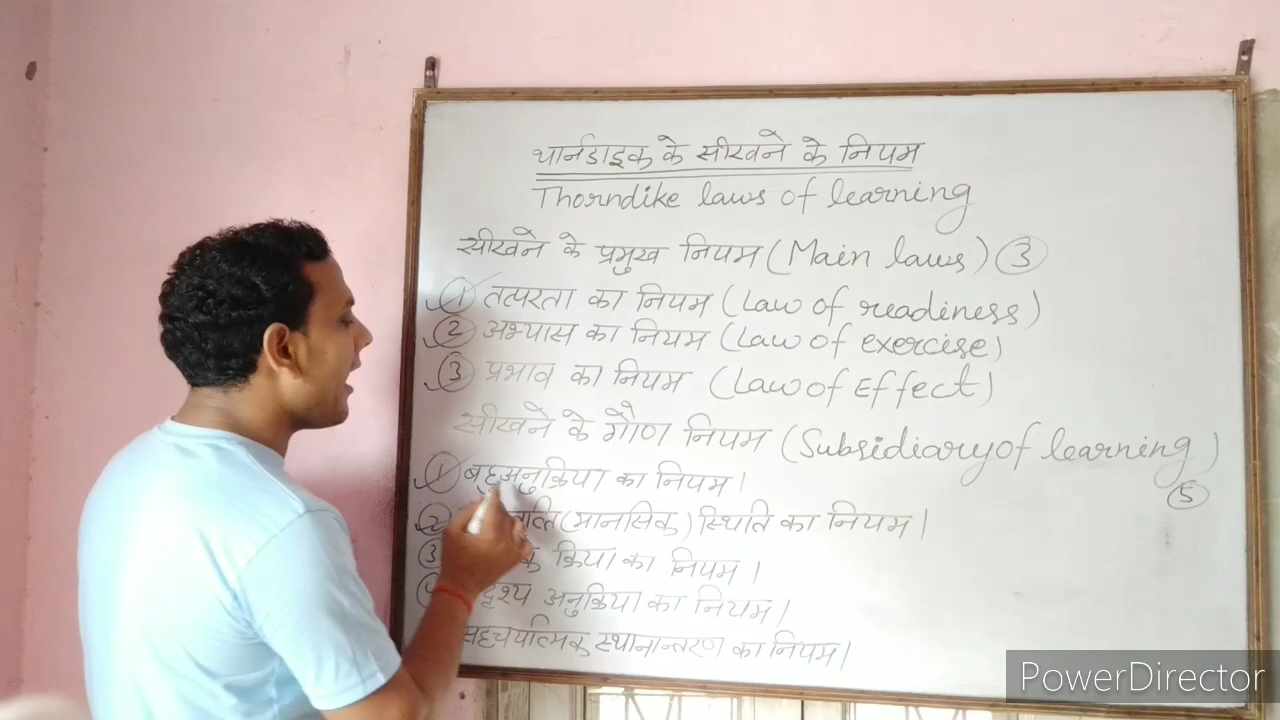 थार्नडाइक के सीखने के नियम
Thorndike laws of learning
सीखने के प्रमुख नियम (Main laws) 3
1 तत्परता का नियम (Law of readiness)
2 अभ्यास का नियम (Law of exercise)
3 प्रभाव का नियम (Law of Effect)
सीखने के गौण नियम (Subsidiary of learning)
5
1 बहुअनुक्रिया का नियम।
2 (मानसिक) स्थिति का नियम।
3 क्रिया का नियम।
4 अनुक्रिया का नियम।
सहचर्यात्मिक स्थानान्तरण का नियम।
PowerDirector